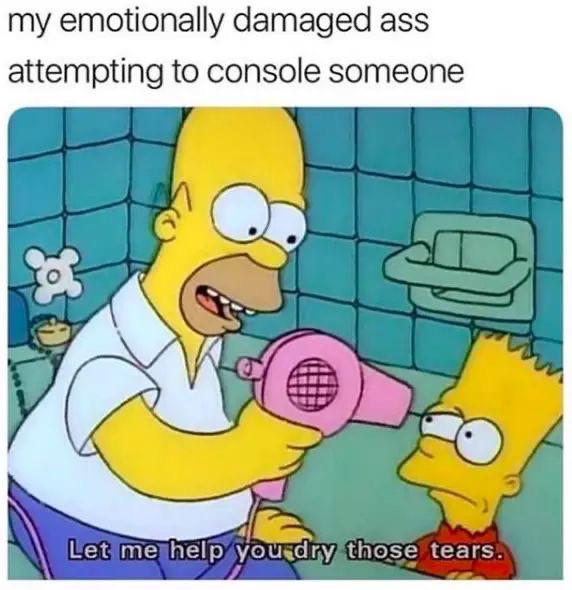 my emotionally damaged ass
attempting to console someone
Let me help you dry those tears.